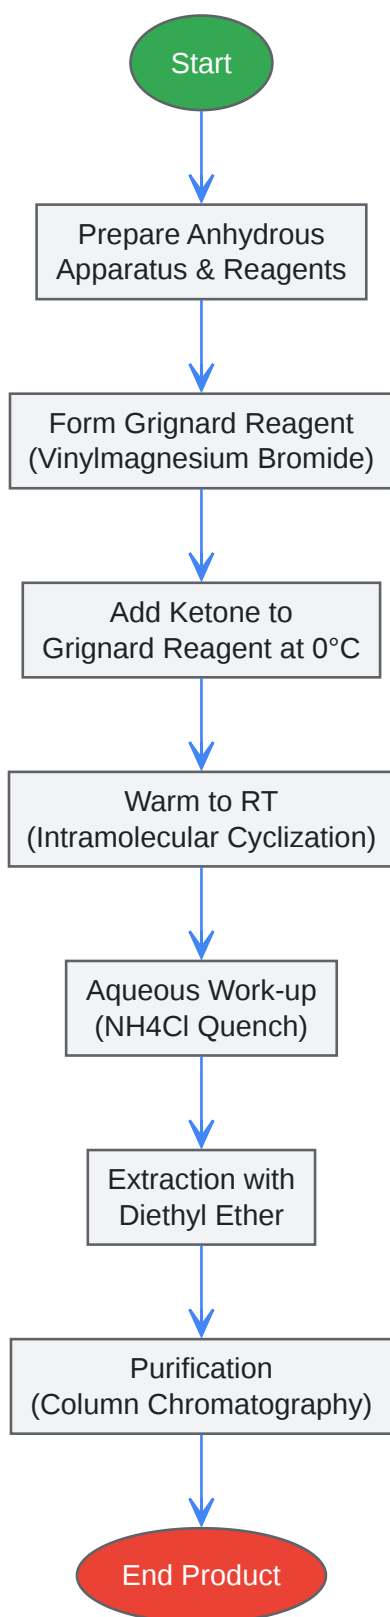 Start
Prepare Anhydrous
Apparatus & Reagents
Form Grignard Reagent
(Vinylmagnesium Bromide)
Add Ketone to
Grignard Reagent at 0°C
Warm to RT
(Intramolecular Cyclization)
Aqueous Work-up
(NH4Cl Quench)
Extraction with
Diethyl Ether
Purification
(Column Chromatography)
End Product